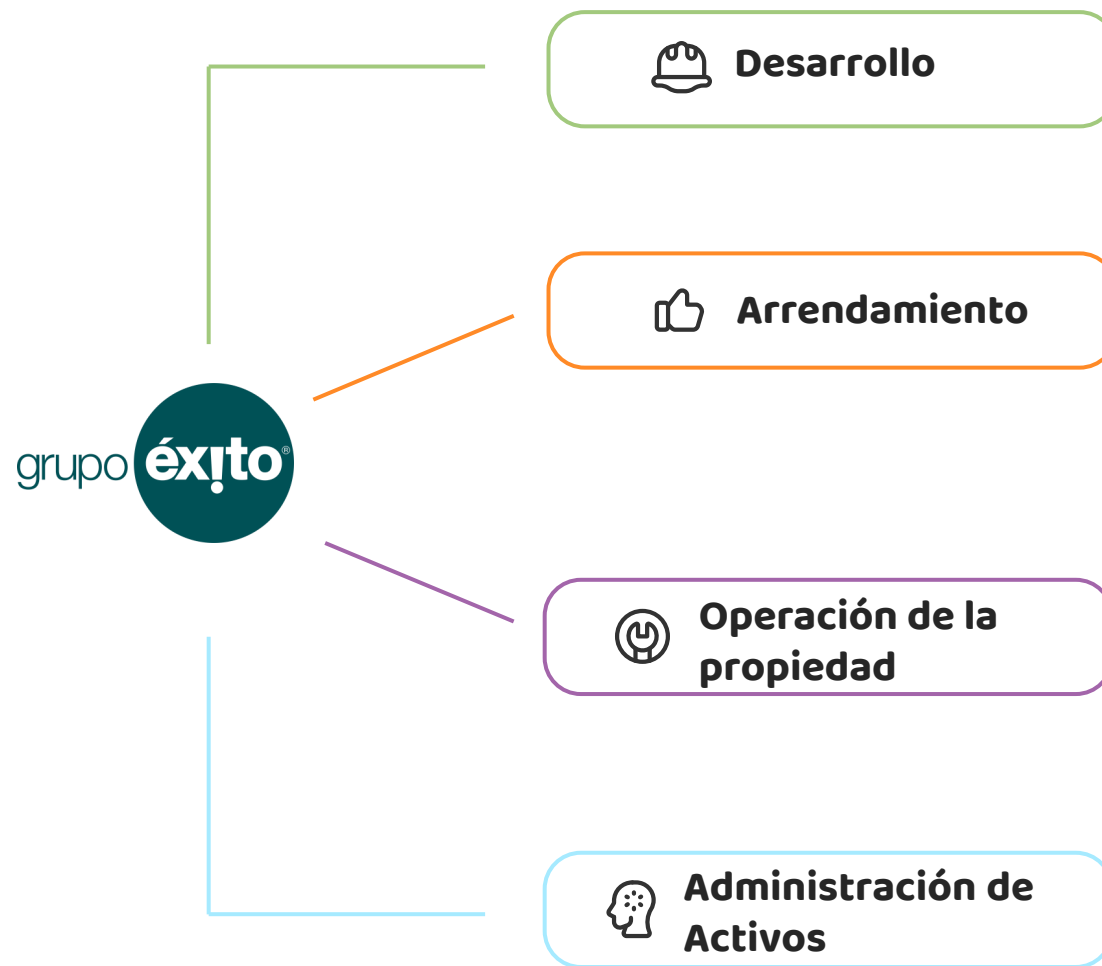 Desarrollo
Arrendamiento
grupo éxito®
Operación de la
propiedad
Administración de
Activos